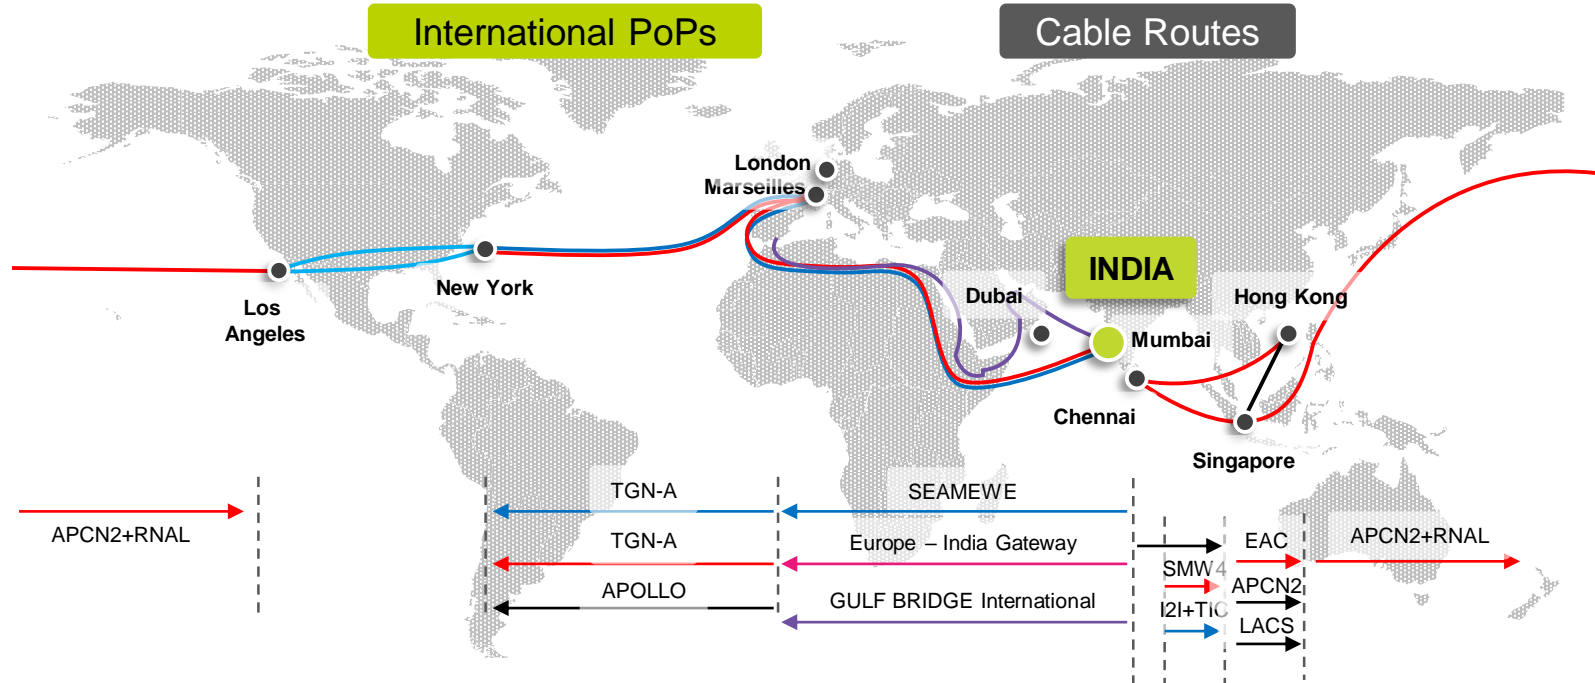 International PoPs
Cable Routes
London
Marseilles
INDIA
Dubai
Hong Kong
New York
Los
Angeles
Mumbai
Chennai
Singapore
TGN-A
SEAMEWE
APCN2+RNAL
TGN-A
Europe – India Gateway
EAC
APCN2+RNAL
SMW4
APOLLO
GULF BRIDGE International
APCN2
I2I+TIC
LACS